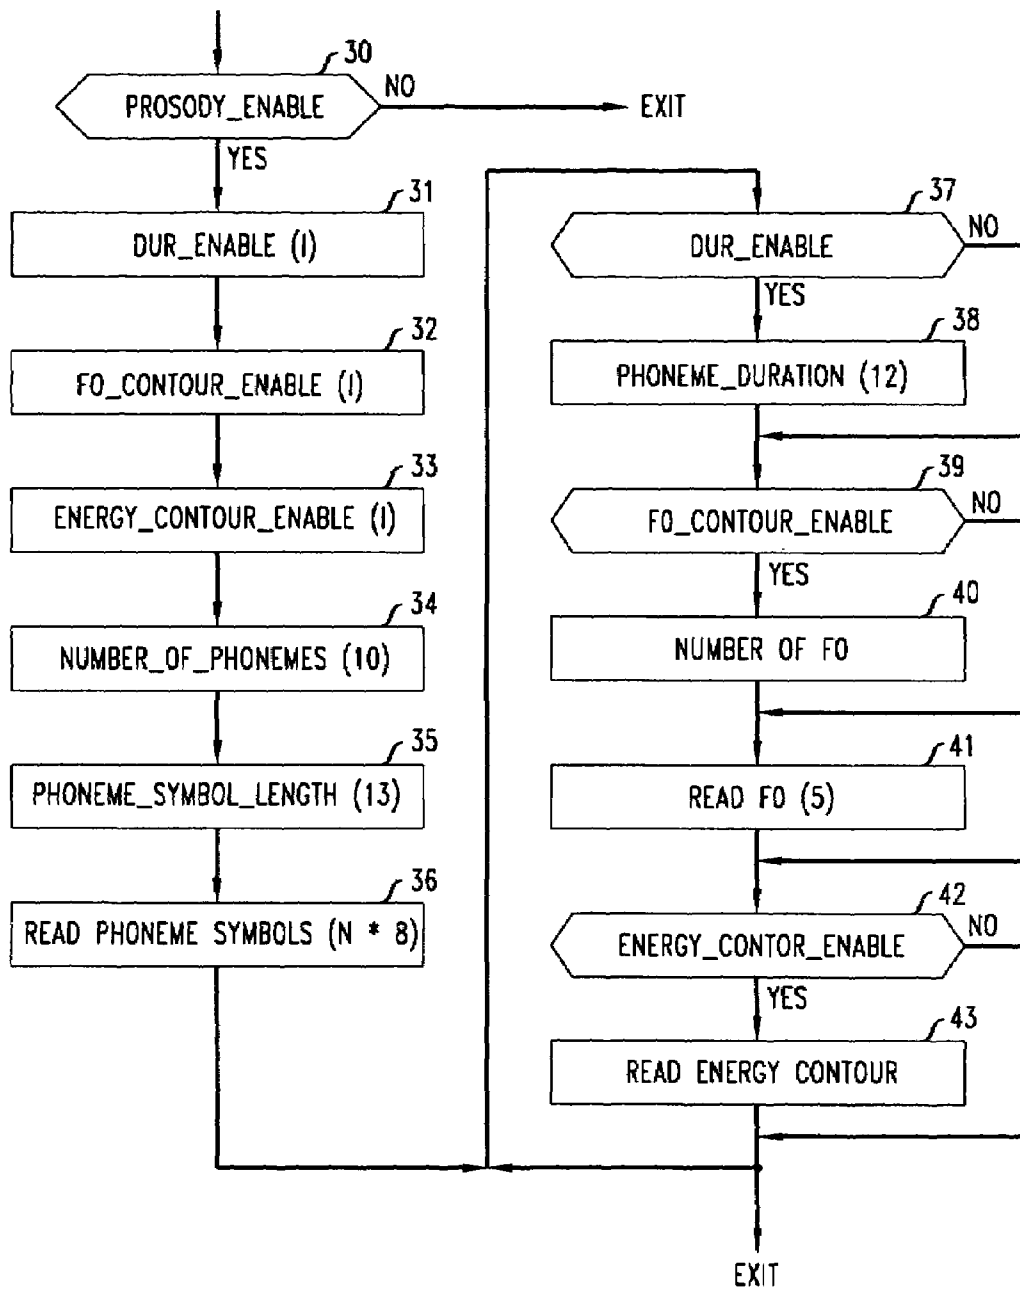 30
PROSODY_ENABLE
NO
EXIT
YES
31
DUR_ENABLE (1)
32
F0_CONTOUR_ENABLE (1)
33
ENERGY_CONTOUR_ENABLE (1)
34
NUMBER_OF_PHONEMES (10)
35
PHONEME_SYMBOL_LENGTH (13)
36
READ PHONEME SYMBOLS (N * 8)
37
DUR_ENABLE
NO
YES
38
PHONEME_DURATION (12)
39
F0_CONTOUR_ENABLE
NO
YES
40
NUMBER OF F0
41
READ F0 (5)
42
ENERGY_CONTOR_ENABLE
NO
YES
43
READ ENERGY CONTOUR
EXIT